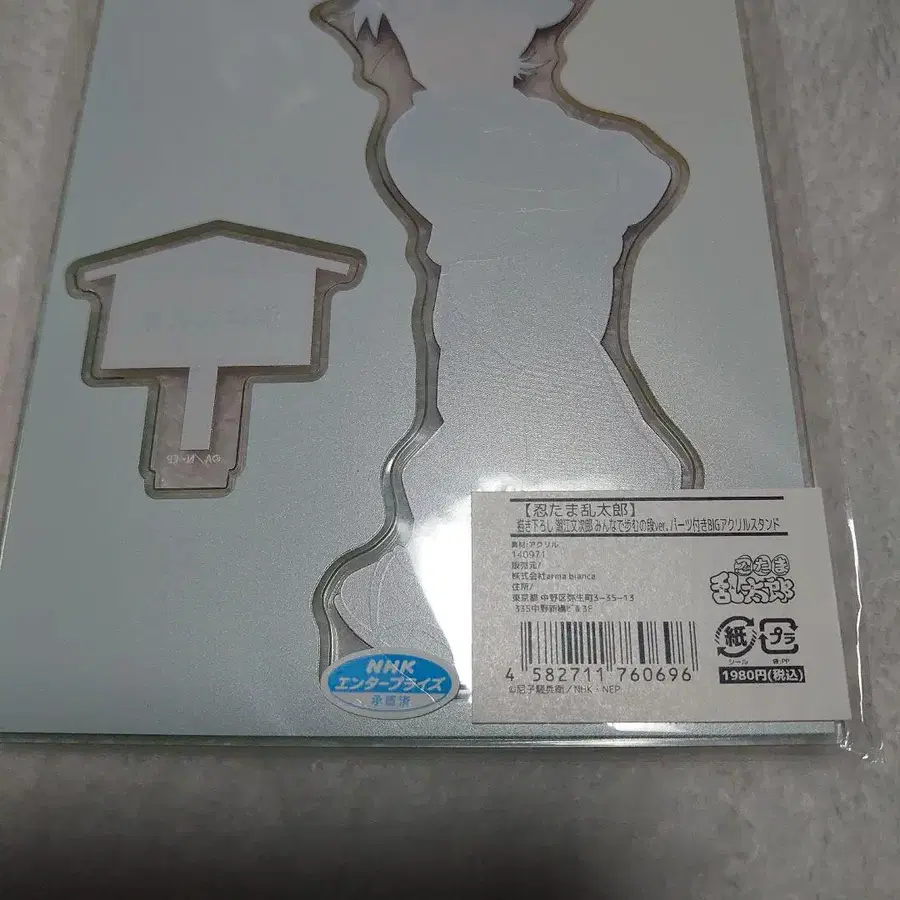 【忍たま乱太郎】
描き下ろし 潮江文次郎 みんなで歩むの段ver. パーツ付きBIGアクリルスタンド
素材:アクリル
140971
販売元/
株式会社arma bianca
住所/
東京都 中野区弥生町3-35-13
335中野新橋ビル3F
忍たま
乱太郎
紙
シール
プラ
袋:PP
4 582711 760696
1980円(税込)
©尼子騒兵衛/NHK・NEP
NHK
エンタープライズ
承認済
©A/N・EP